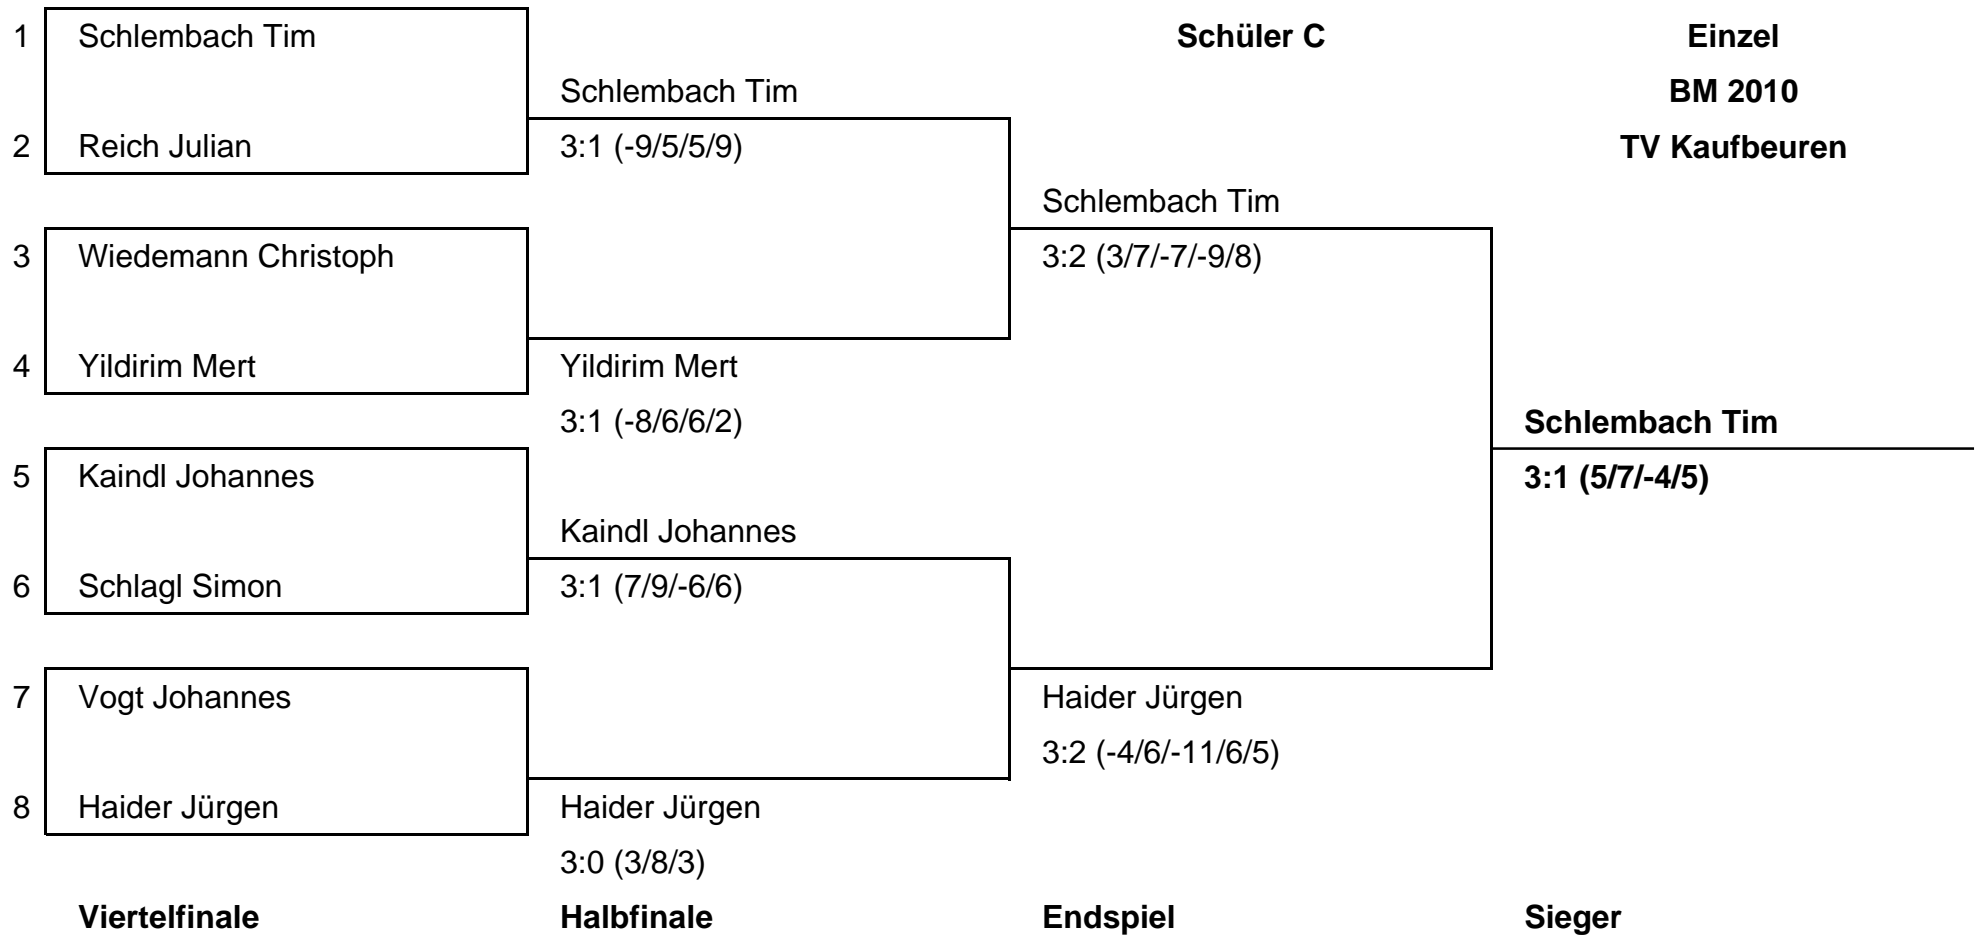 1 Schlembach Tim Schüler C Einzel
Schlembach Tim BM 2010
2 Reich Julian 3:1 (-9/5/5/9) TV Kaufbeuren
Schlembach Tim
3 Wiedemann Christoph 3:2 (3/7/-7/-9/8)
4 Yildirim Mert Yildirim Mert
3:1 (-8/6/6/2) Schlembach Tim
5 Kaindl Johannes 3:1 (5/7/-4/5)
Kaindl Johannes
6 Schlagl Simon 3:1 (7/9/-6/6)
7 Vogt Johannes Haider Jürgen
3:2 (-4/6/-11/6/5)
8 Haider Jürgen Haider Jürgen
3:0 (3/8/3)
Viertelfinale Halbfinale Endspiel Sieger